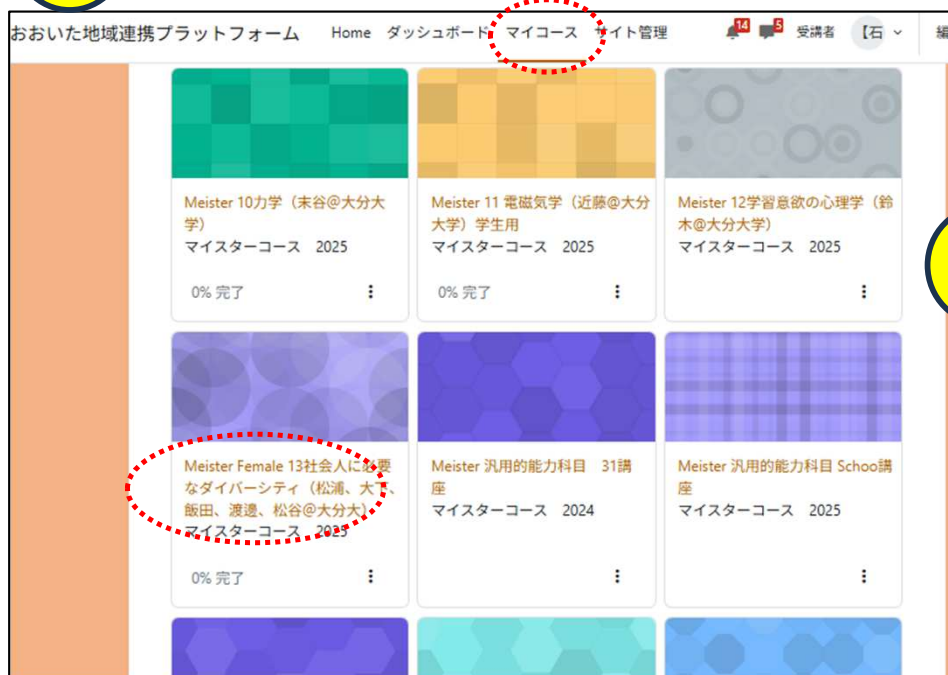 おおいた地域連携プラットフォーム Home ダッシュボード マイコース サイト管理 14 5 受講者 【石 編
Meister 10力学（末谷@大分大
学）
マイスターコース 2025
0% 完了
Meister 11 電磁気学（近藤@大分
大学）学生用
マイスターコース 2025
0% 完了
Meister 12学習意欲の心理学（鈴
木@大分大学）
マイスターコース 2025
Meister Female 13社会人に必要
なダイバーシティ（松浦、大下、
飯田、渡邊、松谷@大分大）
マイスターコース 2025
0% 完了
Meister 汎用的能力科目 31講
座
マイスターコース 2024
Meister 汎用的能力科目 Schoo講
座
マイスターコース 2025